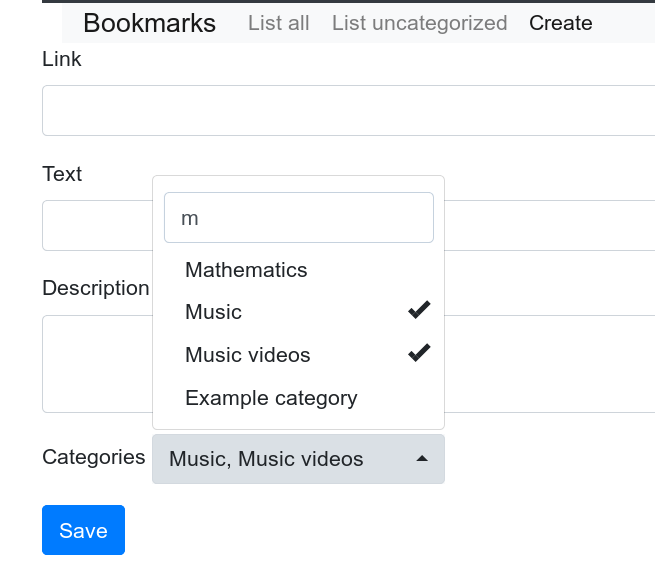 Bookmarks List all List uncategorized Create
Link
Text
m
Mathematics
Description
Music
Music videos
Example category
Categories Music, Music videos
Save